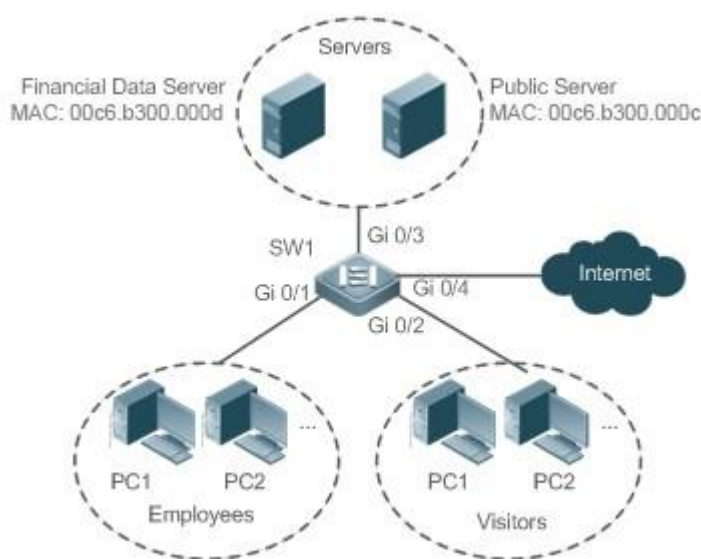 Servers
Financial Data Server
MAC: 00c6.b300.000d
Public Server
MAC: 00c6.b300.000c
SW1
Gi 0/3
Gi 0/1
Gi 0/4
Internet
Gi 0/2
...
...
PC1
PC2
PC1
PC2
Employees
Visitors